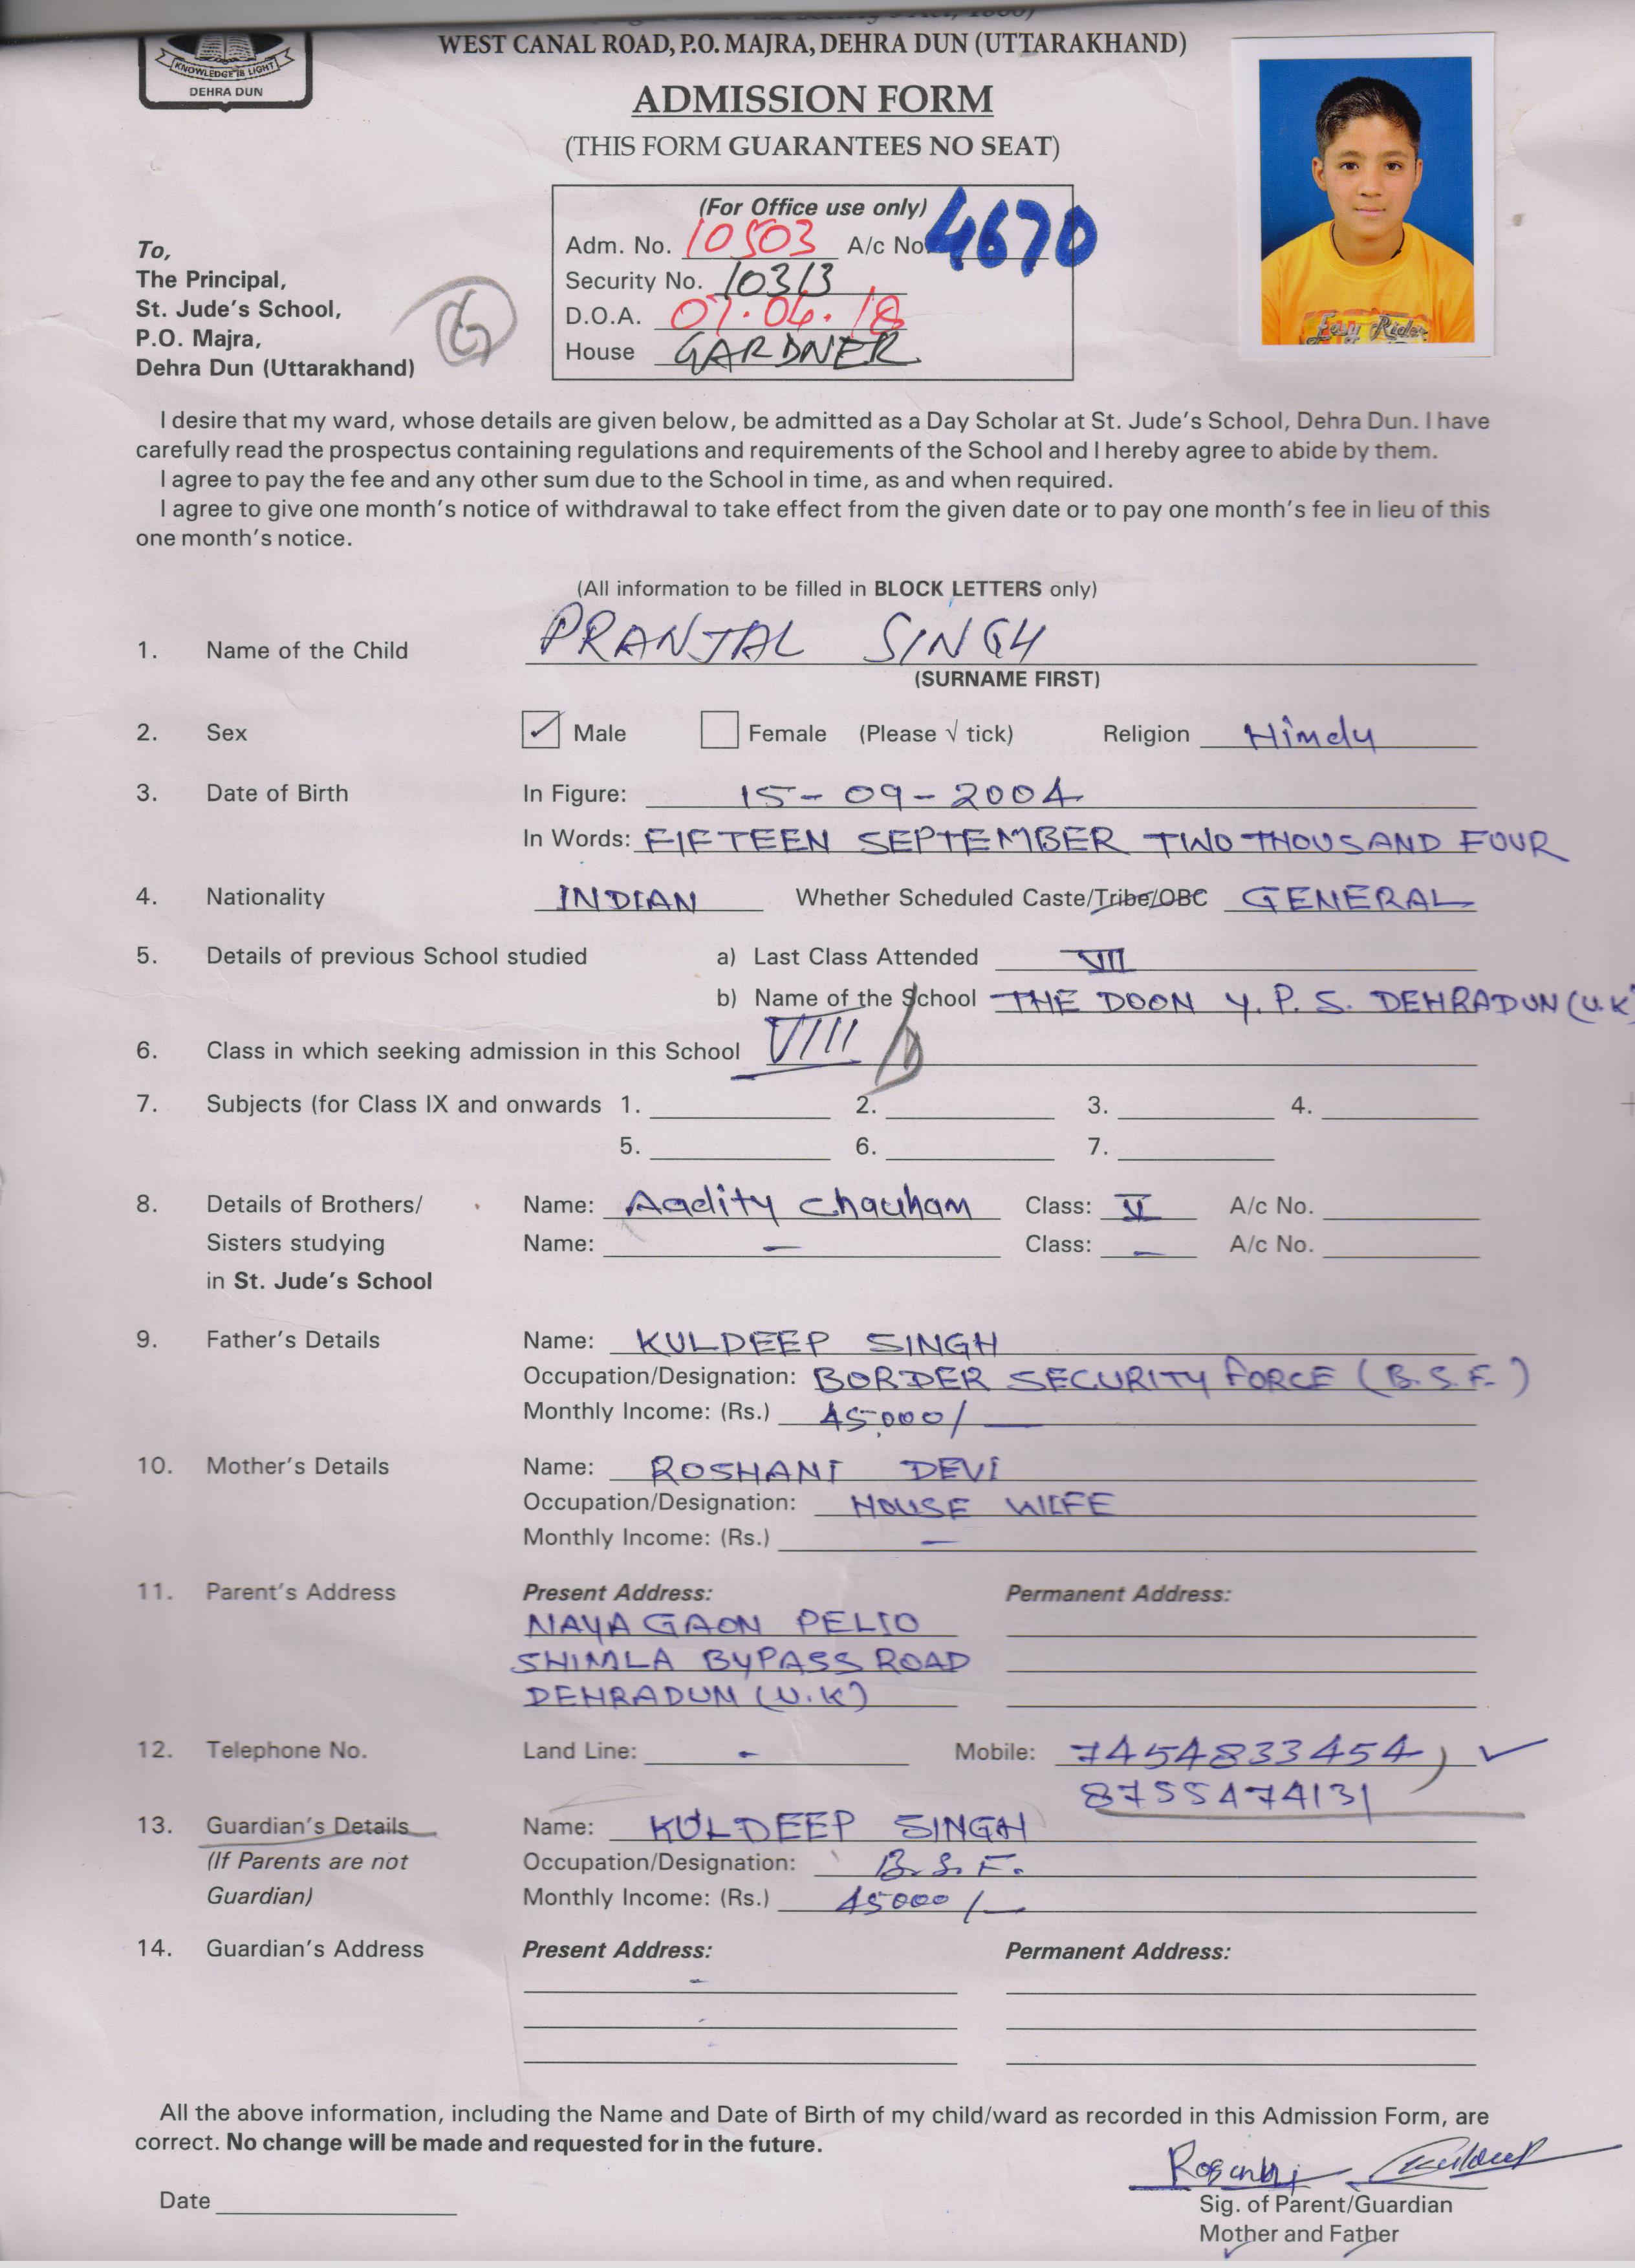 WEST CANAL ROAD, P.O. MAJRA, DEHRA DUN (UTTARAKHAND)
KNOWLEDGE IS LIGHT
DEHRA DUN
ADMISSION FORM
(THIS FORM GUARANTEES NO SEAT)
(For Office use only)
Adm. No. 10503 A/c No. 4670
Security No. 10313
D.O.A. 07.04.18
House GARDNER
To,
The Principal,
St. Jude's School,
P.O. Majra,
Dehra Dun (Uttarakhand)
G
Easy Rider
I desire that my ward, whose details are given below, be admitted as a Day Scholar at St. Jude's School, Dehra Dun. I have
carefully read the prospectus containing regulations and requirements of the School and I hereby agree to abide by them.
I agree to pay the fee and any other sum due to the School in time, as and when required.
I agree to give one month's notice of withdrawal to take effect from the given date or to pay one month's fee in lieu of this
one month's notice.
(All information to be filled in BLOCK LETTERS only)
1. Name of the Child PRANJAL SINGH
(SURNAME FIRST)
2. Sex ✓ Male Female (Please √ tick) Religion Hindu
3. Date of Birth In Figure: 15-09-2004
In Words: FIFTEEN SEPTEMBER TWO THOUSAND FOUR
4. Nationality INDIAN Whether Scheduled Caste/Tribe/OBC GENERAL
5. Details of previous School studied a) Last Class Attended VII
b) Name of the School THE DOON Y. P. S. DEHRADUN (U.K)
6. Class in which seeking admission in this School VIII
7. Subjects (for Class IX and onwards 1. 2. 3. 4.
5. 6. 7.
8. Details of Brothers/ Name: Aadity Chauhan Class: V A/c No.
Sisters studying Name: — Class: — A/c No.
in St. Jude's School
9. Father's Details Name: KULDEEP SINGH
Occupation/Designation: BORDER SECURITY FORCE (B.S.F.)
Monthly Income: (Rs.) 45,000/—
10. Mother's Details Name: ROSHANI DEVI
Occupation/Designation: HOUSE WIFE
Monthly Income: (Rs.) —
11. Parent's Address Present Address: Permanent Address:
NAYA GAON PELIO
SHIMLA BYPASS ROAD
DEHRADUN (U.K)
12. Telephone No. Land Line: - Mobile: 7454833454, ✓
8755474131
13. Guardian's Details Name: KULDEEP SINGH
(If Parents are not Occupation/Designation: B.S.F.
Guardian) Monthly Income: (Rs.) 45000/—
14. Guardian's Address Present Address: Permanent Address:
-
-
-
All the above information, including the Name and Date of Birth of my child/ward as recorded in this Admission Form, are
correct. No change will be made and requested for in the future.
Kuldeep
Date
Sig. of Parent/Guardian
Mother and Father